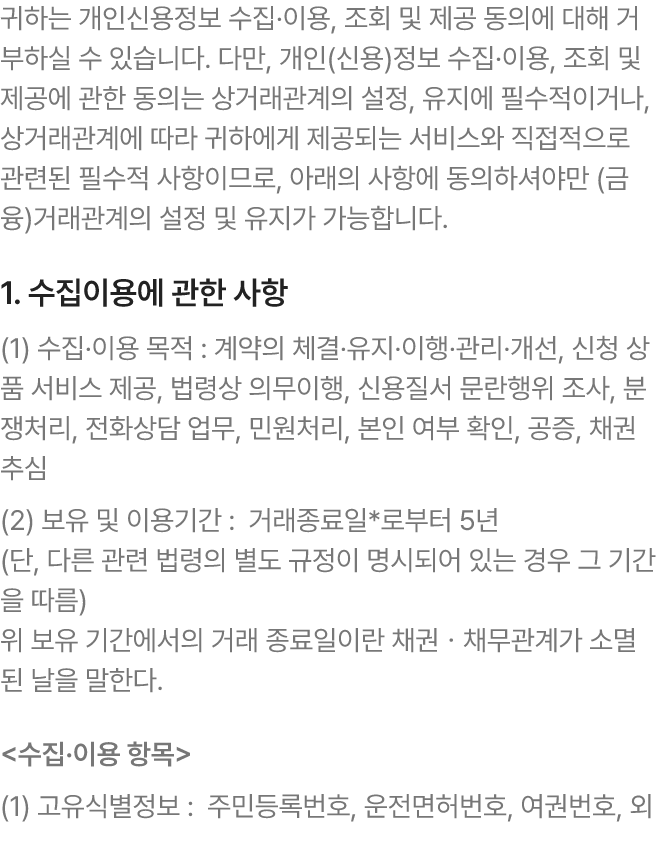 귀하는 개인신용정보 수집·이용, 조회 및 제공 동의에 대해 거
부하실 수 있습니다. 다만, 개인(신용)정보 수집·이용, 조회 및
제공에 관한 동의는 상거래관계의 설정, 유지에 필수적이거나,
상거래관계에 따라 귀하에게 제공되는 서비스와 직접적으로
관련된 필수적 사항이므로, 아래의 사항에 동의하셔야만 (금
융)거래관계의 설정 및 유지가 가능합니다.
1. 수집이용에 관한 사항
(1) 수집·이용 목적 : 계약의 체결·유지·이행·관리·개선, 신청 상
품 서비스 제공, 법령상 의무이행, 신용질서 문란행위 조사, 분
쟁처리, 전화상담 업무, 민원처리, 본인 여부 확인, 공증, 채권
추심
(2) 보유 및 이용기간 : 거래종료일*로부터 5년
(단, 다른 관련 법령의 별도 규정이 명시되어 있는 경우 그 기간
을 따름)
위 보유 기간에서의 거래 종료일이란 채권 · 채무관계가 소멸
된 날을 말한다.
<수집·이용 항목>
(1) 고유식별정보 : 주민등록번호, 운전면허번호, 여권번호, 외